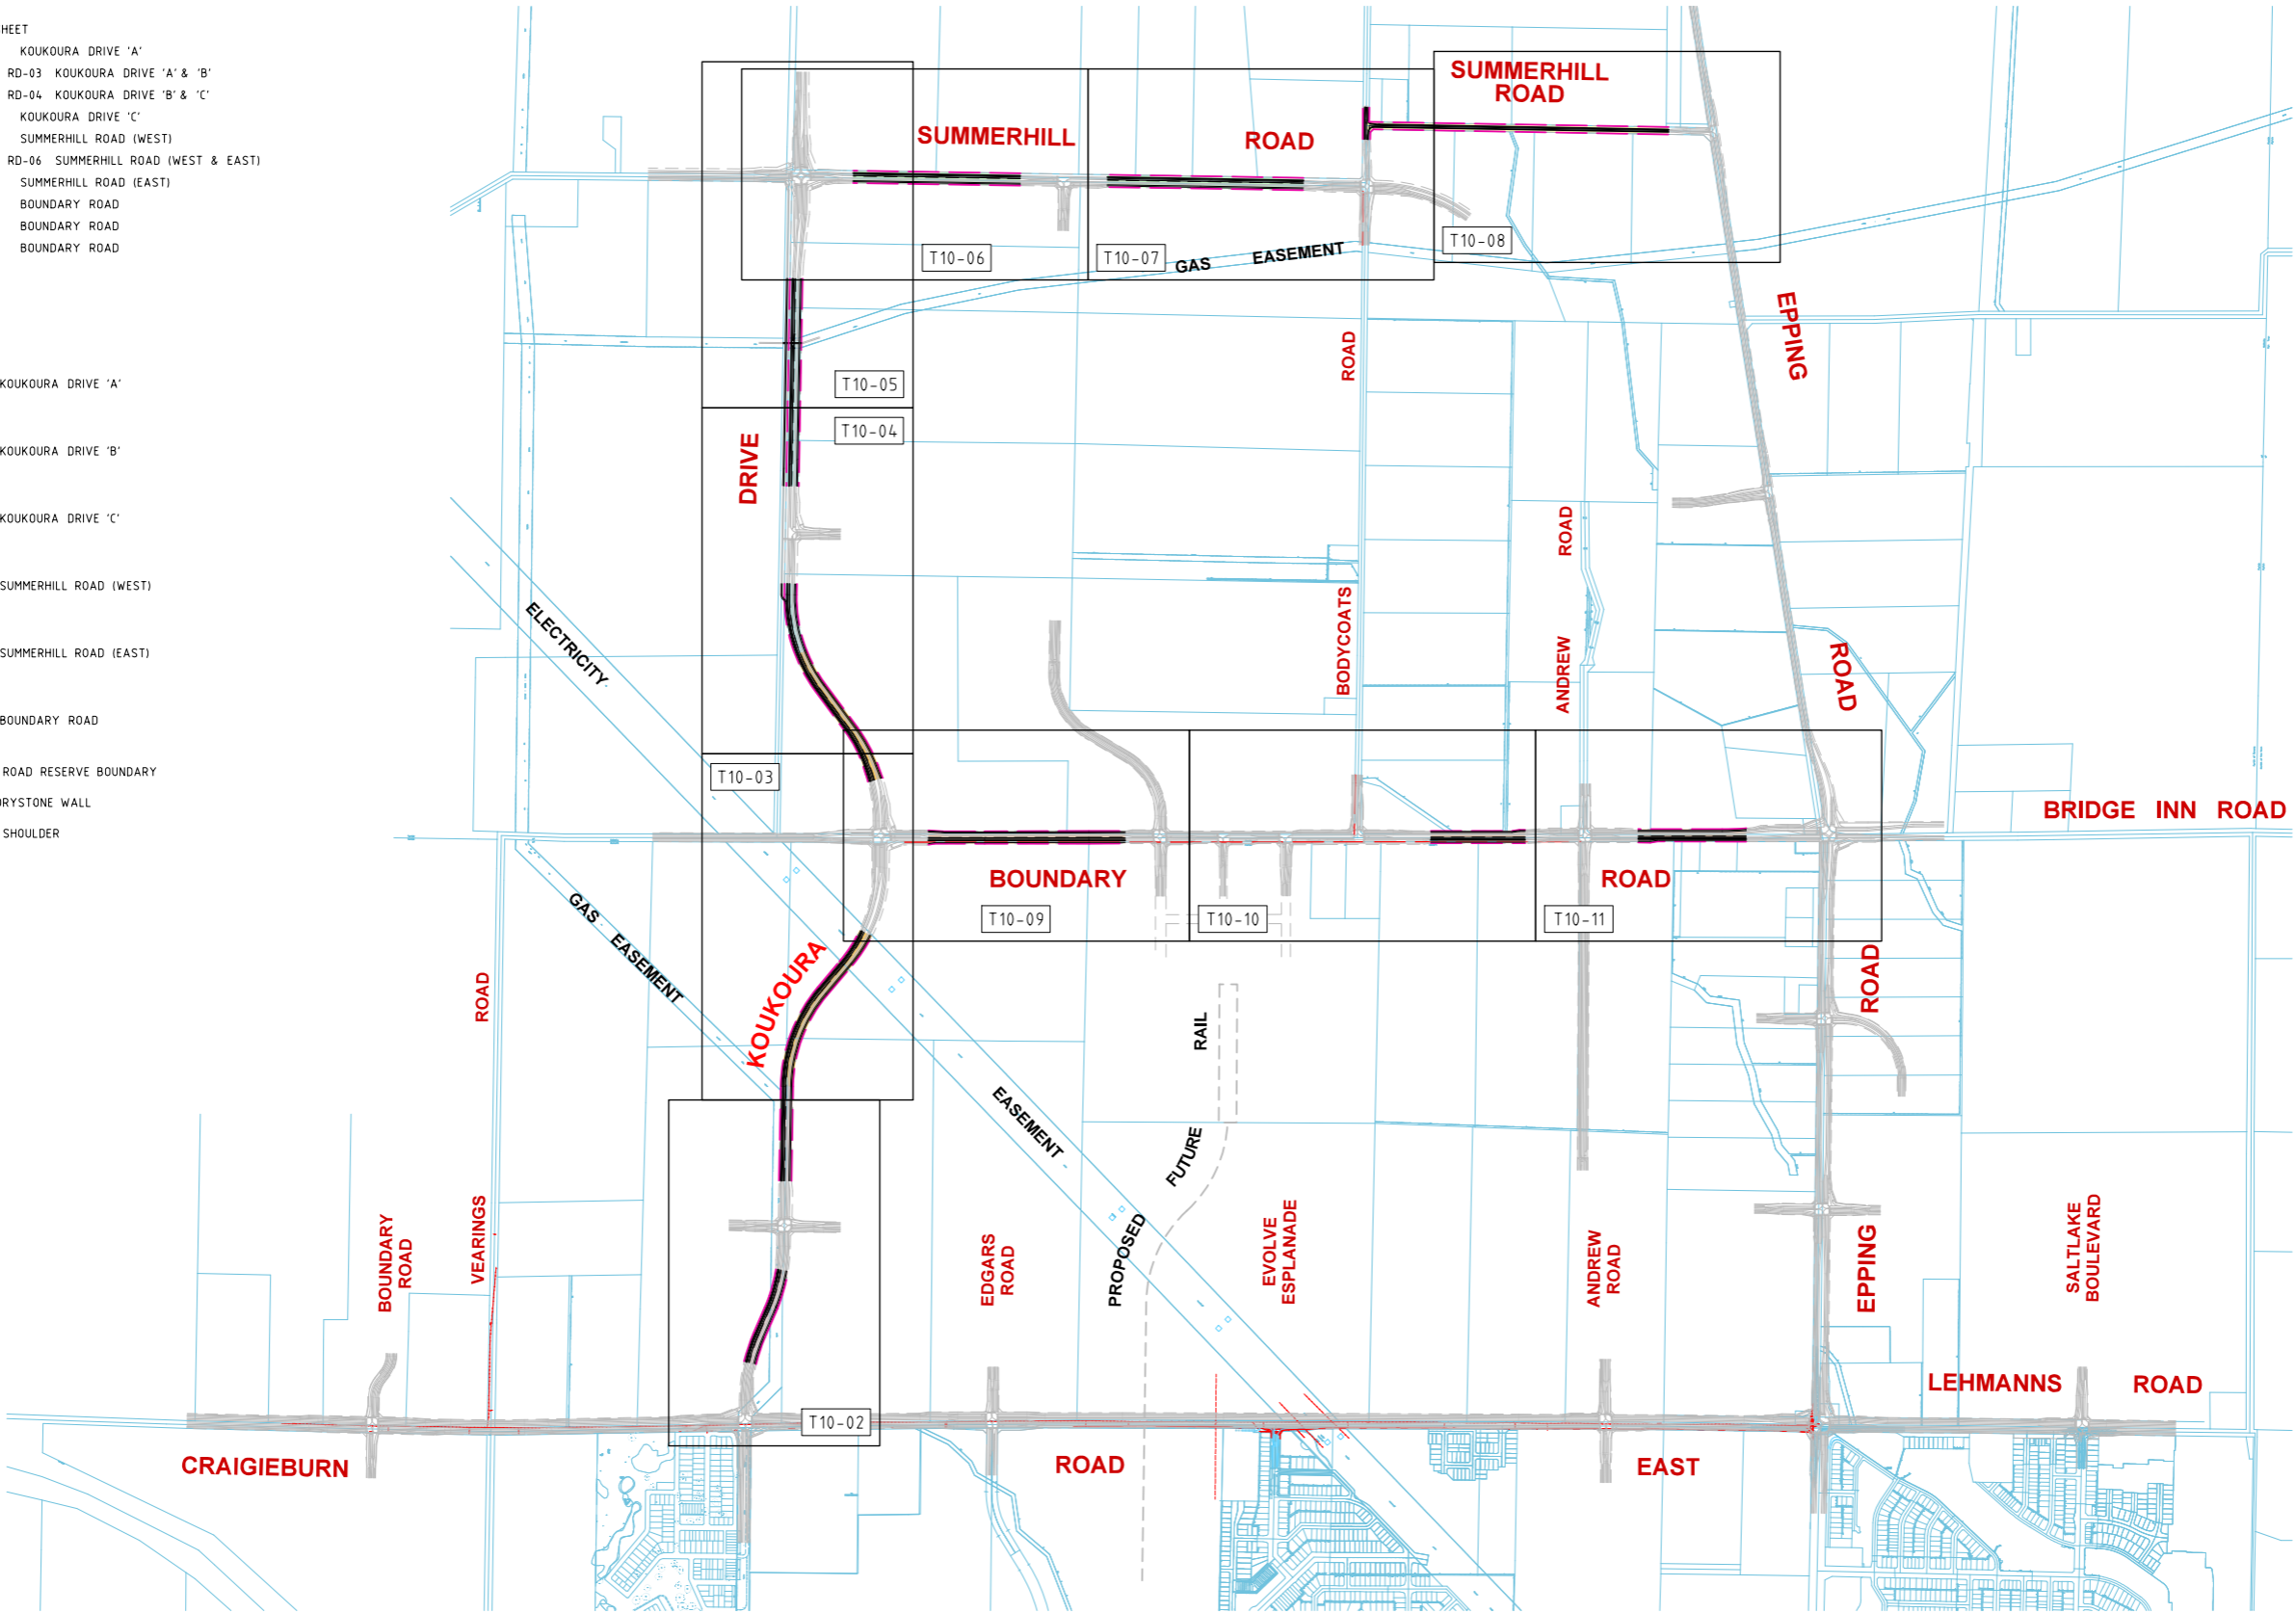 HEET
KOUKOURA DRIVE 'A'
RD-03 KOUKOURA DRIVE 'A' & 'B'
RD-04 KOUKOURA DRIVE 'B' & 'C'
KOUKOURA DRIVE 'C'
SUMMERHILL ROAD (WEST)
RD-06 SUMMERHILL ROAD (WEST & EAST)
SUMMERHILL ROAD (EAST)
BOUNDARY ROAD
BOUNDARY ROAD
BOUNDARY ROAD
KOUKOURA DRIVE 'A'
KOUKOURA DRIVE 'B'
KOUKOURA DRIVE 'C'
SUMMERHILL ROAD (WEST)
SUMMERHILL ROAD (EAST)
BOUNDARY ROAD
ROAD RESERVE BOUNDARY
DRYSTONE WALL
SHOULDER
SUMMERHILL
ROAD
SUMMERHILL ROAD
T10-06
T10-07
GAS EASEMENT
T10-08
T10-05
T10-04
DRIVE
ROAD
EPPING
ROAD
ROAD
ANDREW
BODYCOATS
ELECTRICITY
T10-03
BRIDGE INN ROAD
BOUNDARY
ROAD
T10-09
T10-10
T10-11
GAS EASEMENT
KOUKOURA
ROAD
VEARINGS
ROAD
EPPING
RAIL
FUTURE
PROPOSED
EASEMENT
BOUNDARY
ROAD
EDGARS
ROAD
EVOLVE
ESPLANADE
ANDREW
ROAD
SALTLAKE
BOULEVARD
LEHMANNS ROAD
T10-02
CRAIGIEBURN
ROAD
EAST